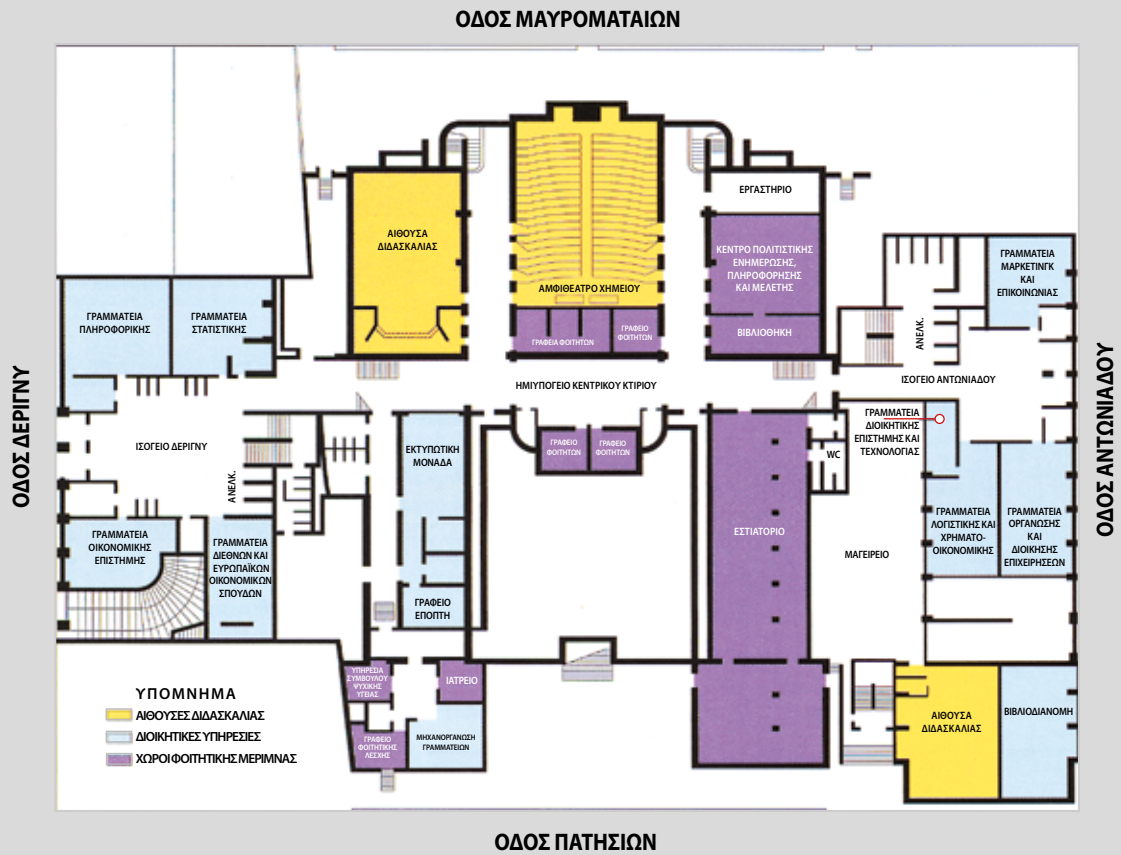 ΟΔΟΣ ΜΑΥΡΟΜΑΤΑΙΩΝ
ΕΡΓΑΣΤΗΡΙΟ
ΑΙΘΟΥΣΑ
ΔΙΔΑΣΚΑΛΙΑΣ
ΚΕΝΤΡΟ ΠΟΛΙΤΙΣΤΙΚΗΣ
ΕΝΗΜΕΡΩΣΗΣ,
ΠΛΗΡΟΦΟΡΗΣΗΣ
ΚΑΙ ΜΕΛΕΤΗΣ
ΓΡΑΜΜΑΤΕΙΑ
ΜΑΡΚΕΤΙΝΓΚ
ΚΑΙ
ΕΠΙΚΟΙΝΩΝΙΑΣ
ΑΜΦΙΘΕΑΤΡΟ ΧΗΜΕΙΟΥ
ΓΡΑΜΜΑΤΕΙΑ
ΠΛΗΡΟΦΟΡΙΚΗΣ
ΓΡΑΜΜΑΤΕΙΑ
ΣΤΑΤΙΣΤΙΚΗΣ
ΓΡΑΦΕΙΑ ΦΟΙΤΗΤΩΝ
ΓΡΑΦΕΙΟ
ΦΟΙΤΗΤΩΝ
ΒΙΒΛΙΟΘΗΚΗ
ΑΝΕΛΚ.
ΗΜΙΥΠΟΓΕΙΟ ΚΕΝΤΡΙΚΟΥ ΚΤΙΡΙΟΥ
ΙΣΟΓΕΙΟ ΑΝΤΩΝΙΑΔΟΥ
ΟΔΟΣ ΔΕΡΙΓΝΥ
ΟΔΟΣ ΑΝΤΩΝΙΑΔΟΥ
ΙΣΟΓΕΙΟ ΔΕΡΙΓΝΥ
ΑΝΕΛΚ.
ΕΚΤΥΠΩΤΙΚΗ
ΜΟΝΑΔΑ
ΓΡΑΦΕΙΟ
ΦΟΙΤΗΤΩΝ
ΓΡΑΦΕΙΟ
ΦΟΙΤΗΤΩΝ
WC
ΓΡΑΜΜΑΤΕΙΑ
ΔΙΟΙΚΗΤΙΚΗΣ
ΕΠΙΣΤΗΜΗΣ ΚΑΙ
ΤΕΧΝΟΛΟΓΙΑΣ
ΓΡΑΜΜΑΤΕΙΑ
ΟΙΚΟΝΟΜΙΚΗΣ
ΕΠΙΣΤΗΜΗΣ
ΓΡΑΜΜΑΤΕΙΑ
ΔΙΕΘΝΩΝ ΚΑΙ
ΕΥΡΩΠΑΪΚΩΝ
ΟΙΚΟΝΟΜΙΚΩΝ
ΣΠΟΥΔΩΝ
ΕΣΤΙΑΤΟΡΙΟ
ΜΑΓΕΙΡΕΙΟ
ΓΡΑΜΜΑΤΕΙΑ
ΛΟΓΙΣΤΙΚΗΣ ΚΑΙ
ΧΡΗΜΑΤΟ-
ΟΙΚΟΝΟΜΙΚΗΣ
ΓΡΑΜΜΑΤΕΙΑ
ΟΡΓΑΝΩΣΗΣ
ΚΑΙ
ΔΙΟΙΚΗΣΗΣ
ΕΠΙΧΕΙΡΗΣΕΩΝ
ΓΡΑΦΕΙΟ
ΕΠΟΠΤΗ
ΥΠΗΡΕΣΙΑ
ΣΥΜΒΟΥΛΟΥ
ΨΥΧΙΚΗΣ
ΥΓΕΙΑΣ
ΙΑΤΡΕΙΟ
ΓΡΑΦΕΙΟ
ΦΟΙΤΗΤΙΚΗΣ
ΛΕΣΧΗΣ
ΜΗΧΑΝΟΡΓΑΝΩΣΗ
ΓΡΑΜΜΑΤΕΙΩΝ
ΑΙΘΟΥΣΑ
ΔΙΔΑΣΚΑΛΙΑΣ
ΒΙΒΛΙΟΔΙΑΝΟΜΗ
ΥΠΟΜΝΗΜΑ
ΑΙΘΟΥΣΕΣ ΔΙΔΑΣΚΑΛΙΑΣ
ΔΙΟΙΚΗΤΙΚΕΣ ΥΠΗΡΕΣΙΕΣ
ΧΩΡΟΙ ΦΟΙΤΗΤΙΚΗΣ ΜΕΡΙΜΝΑΣ
ΟΔΟΣ ΠΑΤΗΣΙΩΝ